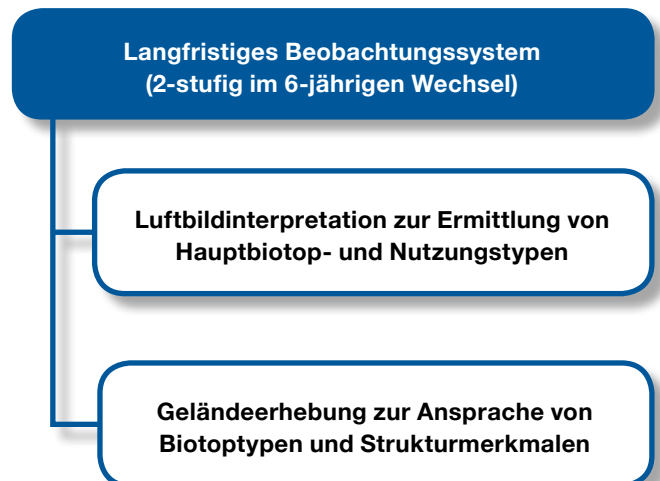 Langfristiges Beobachtungssystem
(2-stufig im 6-jährigen Wechsel)
Luftbildinterpretation zur Ermittlung von
Hauptbiotop- und Nutzungstypen
Geländeerhebung zur Ansprache von
Biotoptypen und Strukturmerkmalen